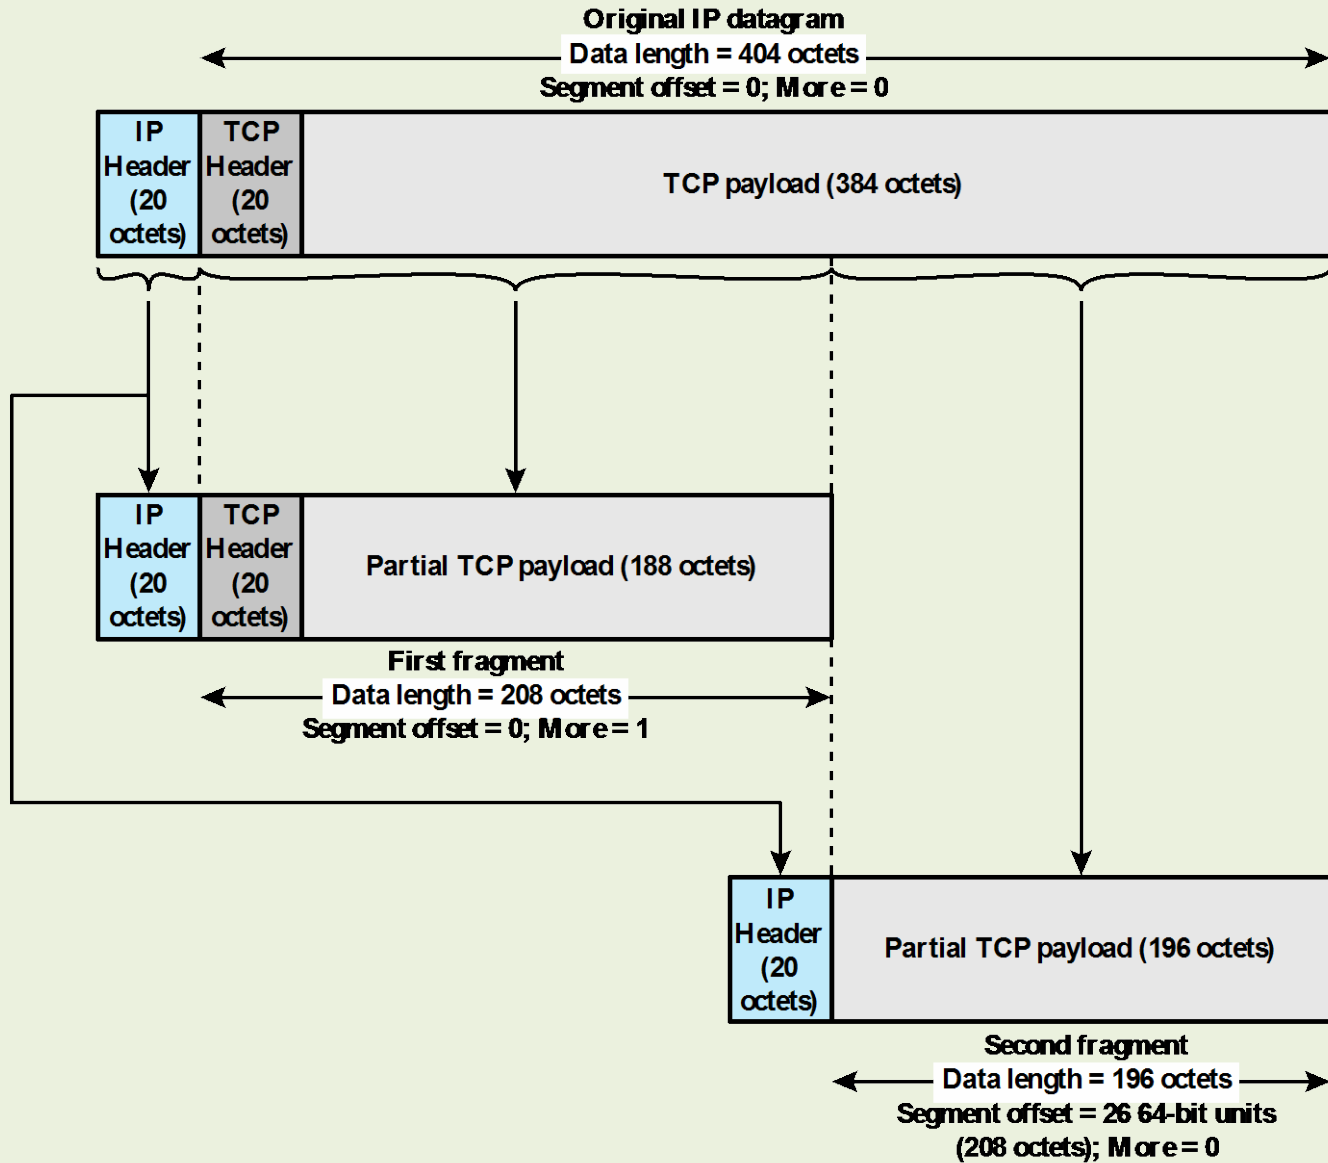 Original IP datagram
Data length = 404 octets
Segment offset = 0; More = 0
IP
Header
(20
octets)
TCP
Header
(20
octets)
TCP payload (384 octets)
IP
Header
(20
octets)
TCP
Header
(20
octets)
Partial TCP payload (188 octets)
First fragment
Data length = 208 octets
Segment offset = 0; More = 1
IP
Header
(20
octets)
Partial TCP payload (196 octets)
Second fragment
Data length = 196 octets
Segment offset = 26 64-bit units
(208 octets); More = 0